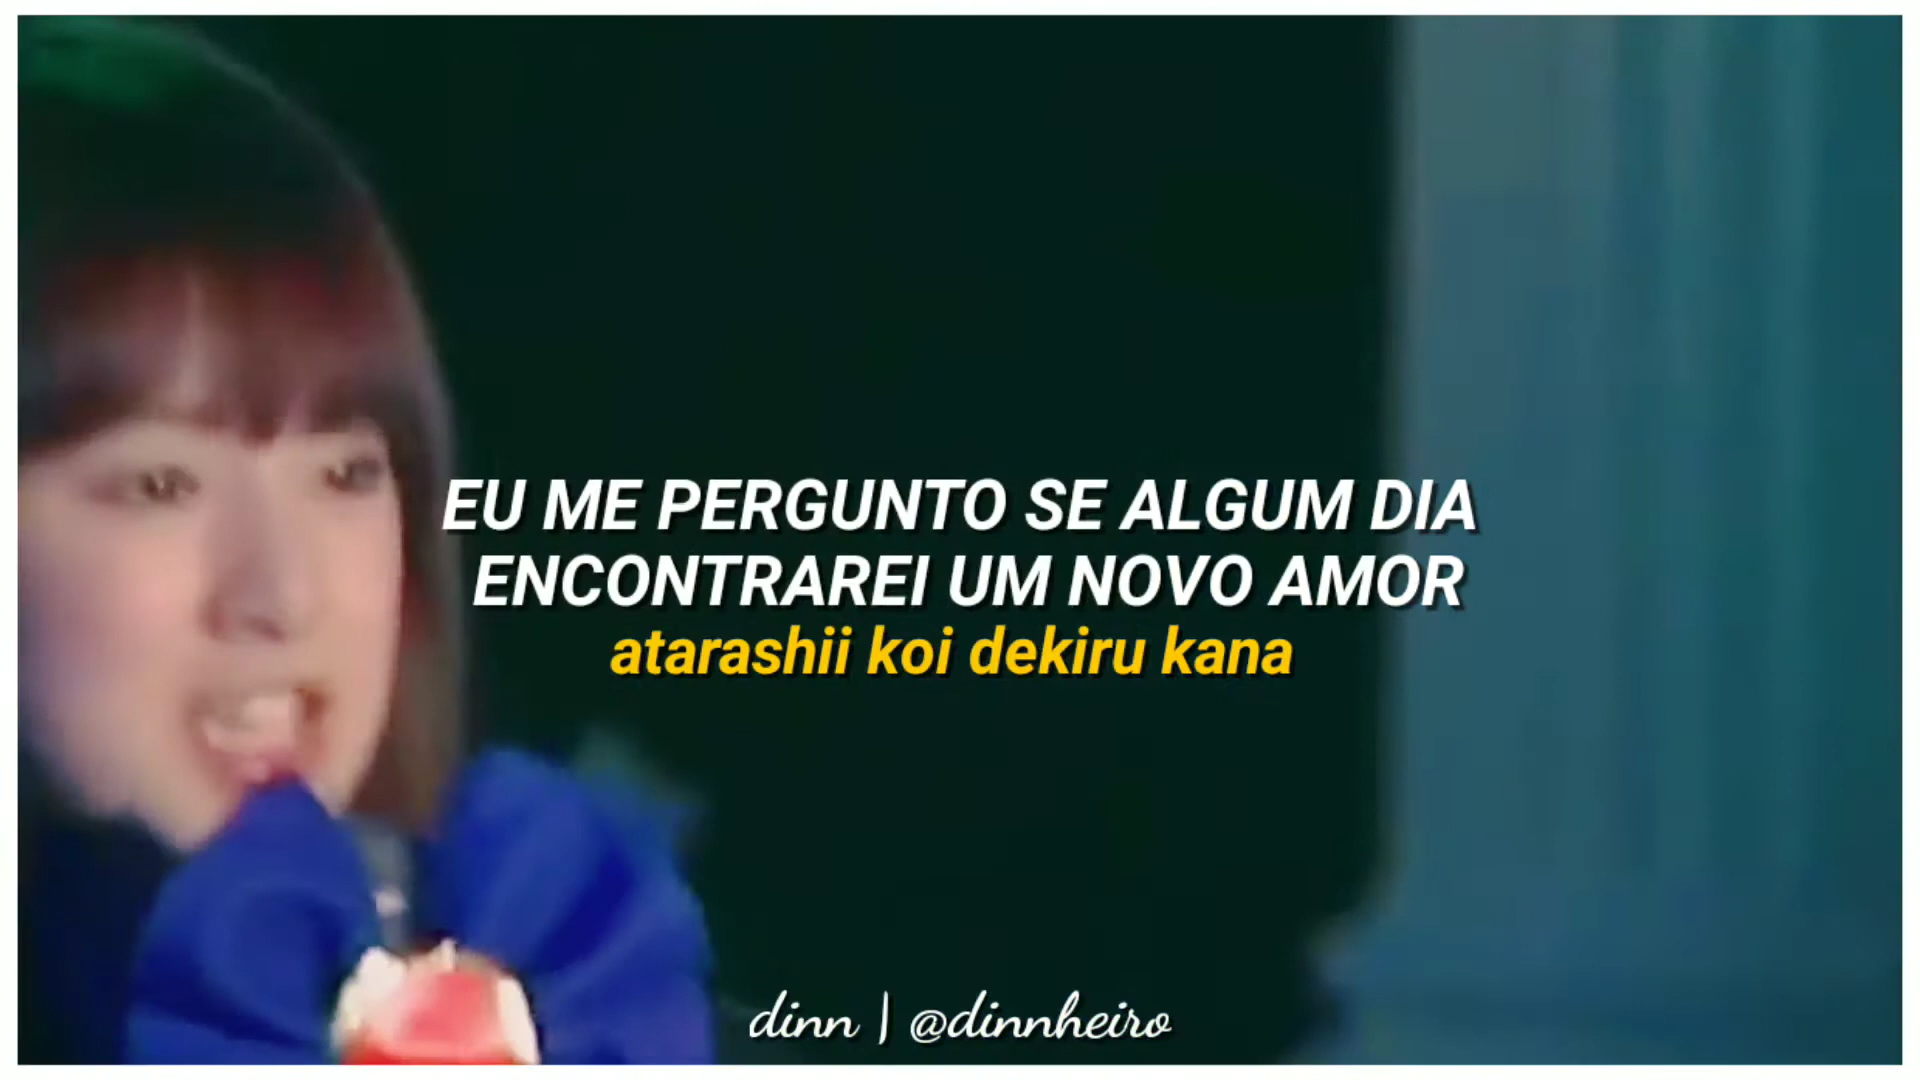 EU ME PERGUNTO SE ALGUM DIA
ENCONTRAREI UM NOVO AMOR
atarashii koi dekiru kana
dinn | @dinnheiro